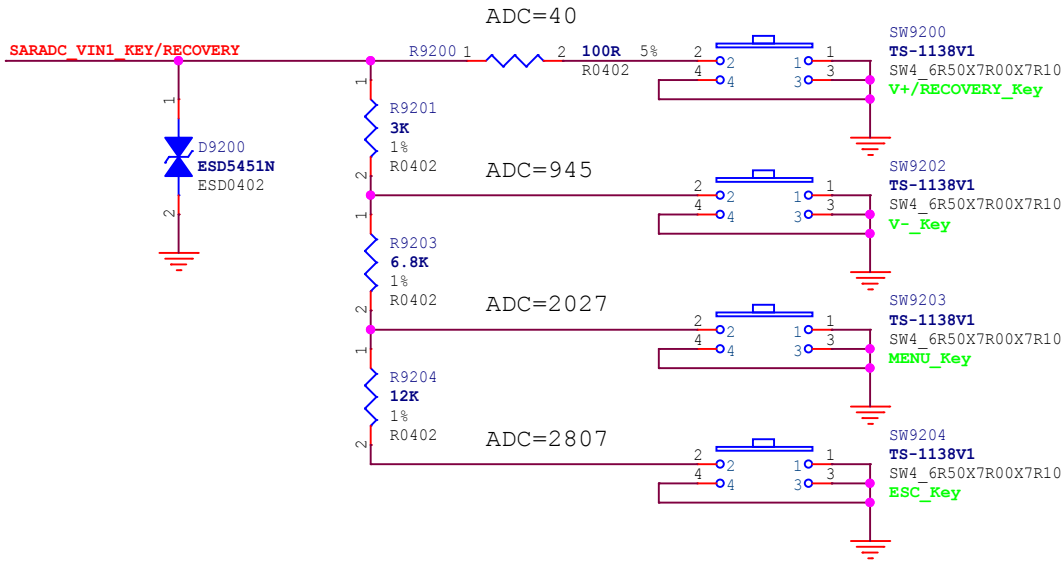 ADC=40
SARADC_VIN1_KEY/RECOVERY
R9200 1 2 100R 5%
R0402
SW9200
TS-1138V1
SW4_6R50X7R00X7R10
V+/RECOVERY_Key
2 2 1 1
4 4 3 3
1
D9200
ESD5451N
ESD0402
2
1
R9201
3K
1%
R0402
2
ADC=945
SW9202
TS-1138V1
SW4_6R50X7R00X7R10
V-_Key
2 2 1 1
4 4 3 3
1
R9203
6.8K
1%
R0402
2
ADC=2027
SW9203
TS-1138V1
SW4_6R50X7R00X7R10
MENU_Key
2 2 1 1
4 4 3 3
1
R9204
12K
1%
R0402
2
ADC=2807
SW9204
TS-1138V1
SW4_6R50X7R00X7R10
ESC_Key
2 2 1 1
4 4 3 3